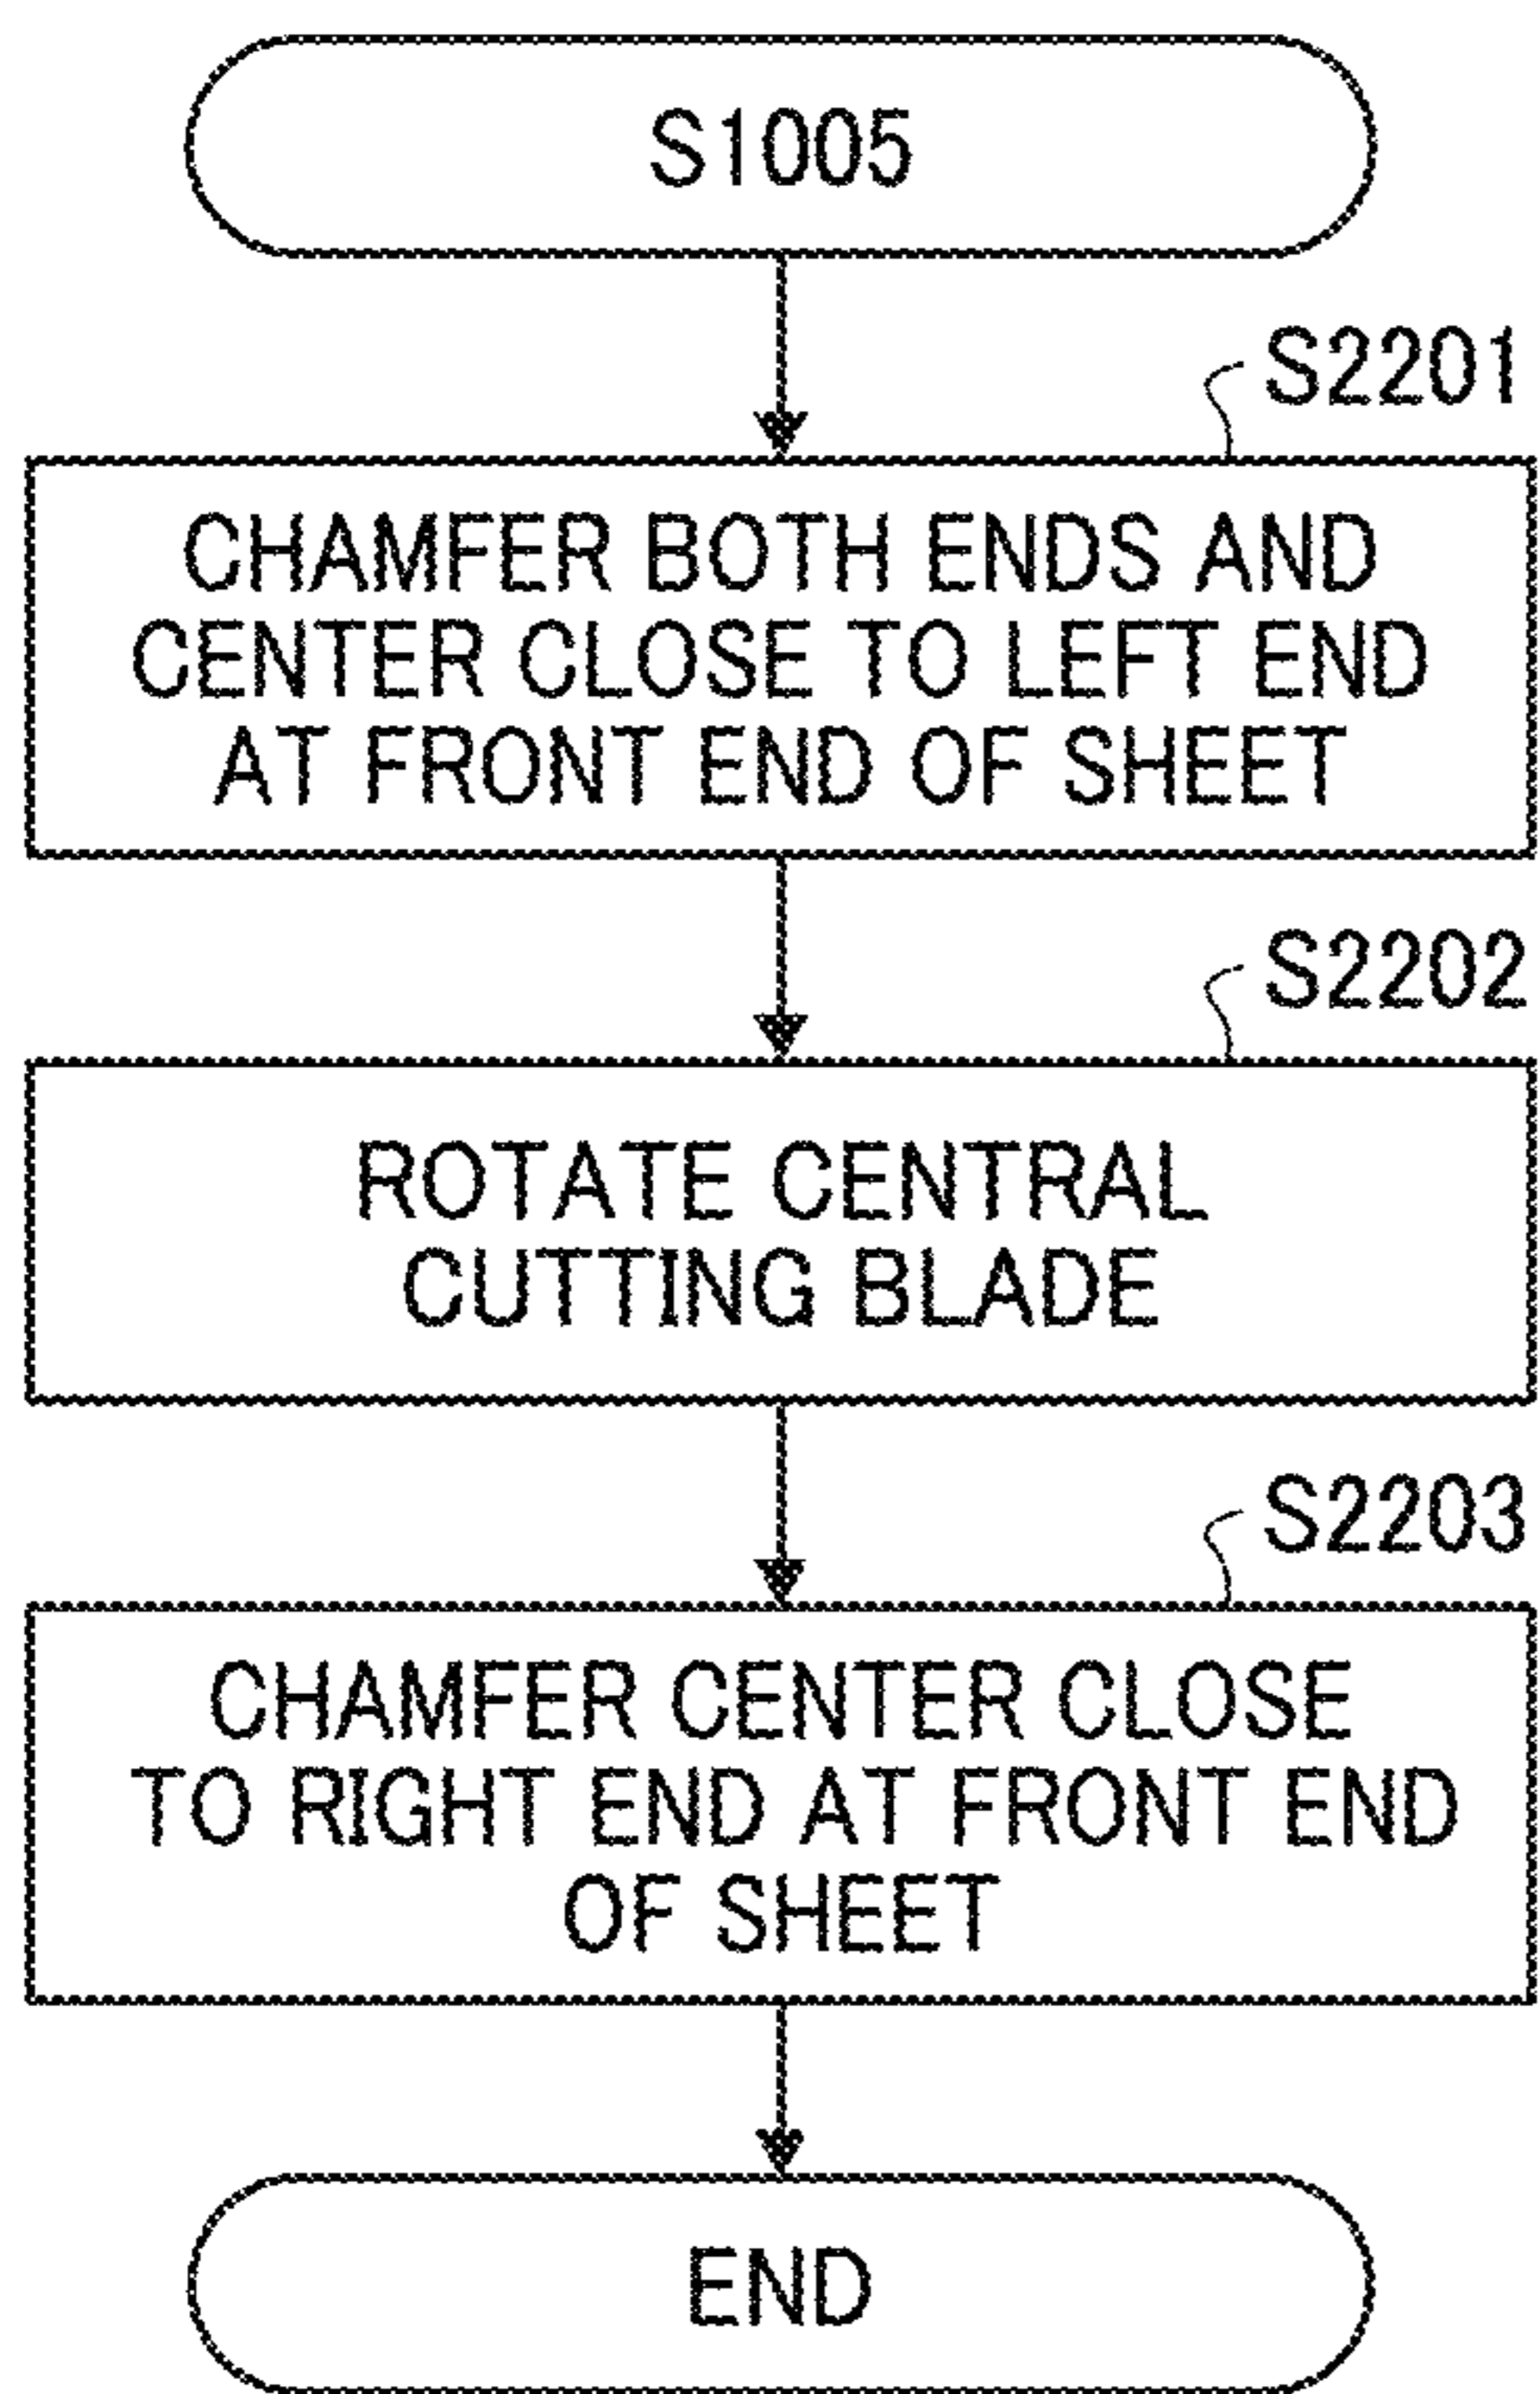 S1005
S2201
CHAMFER BOTH ENDS AND
CENTER CLOSE TO LEFT END
AT FRONT END OF SHEET
S2202
ROTATE CENTRAL
CUTTING BLADE
S2203
CHAMFER CENTER CLOSE
TO RIGHT END AT FRONT END
OF SHEET
END